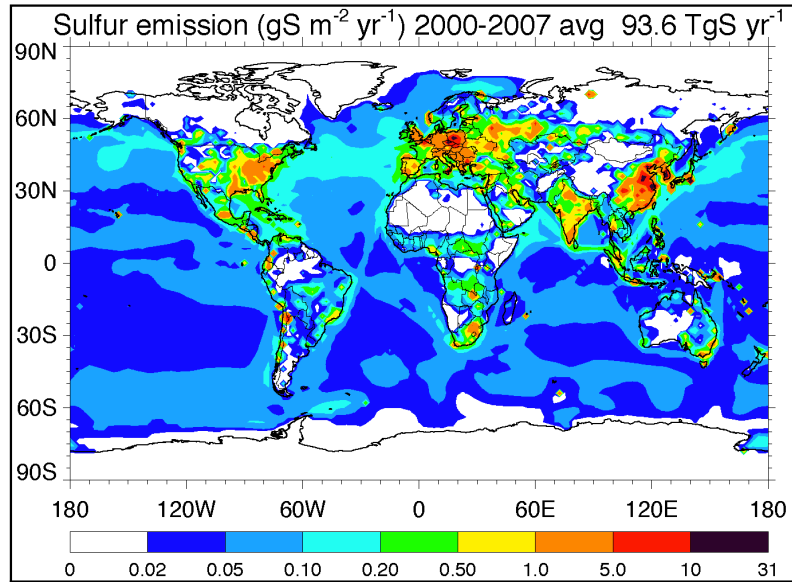 Sulfur emission (gS m⁻² yr⁻¹) 2000-2007 avg 93.6 TgS yr⁻¹
90N
60N
30N
0
30S
60S
90S
180 120W 60W 0 60E 120E 180
0 0.02 0.05 0.10 0.20 0.50 1.0 5.0 10 31